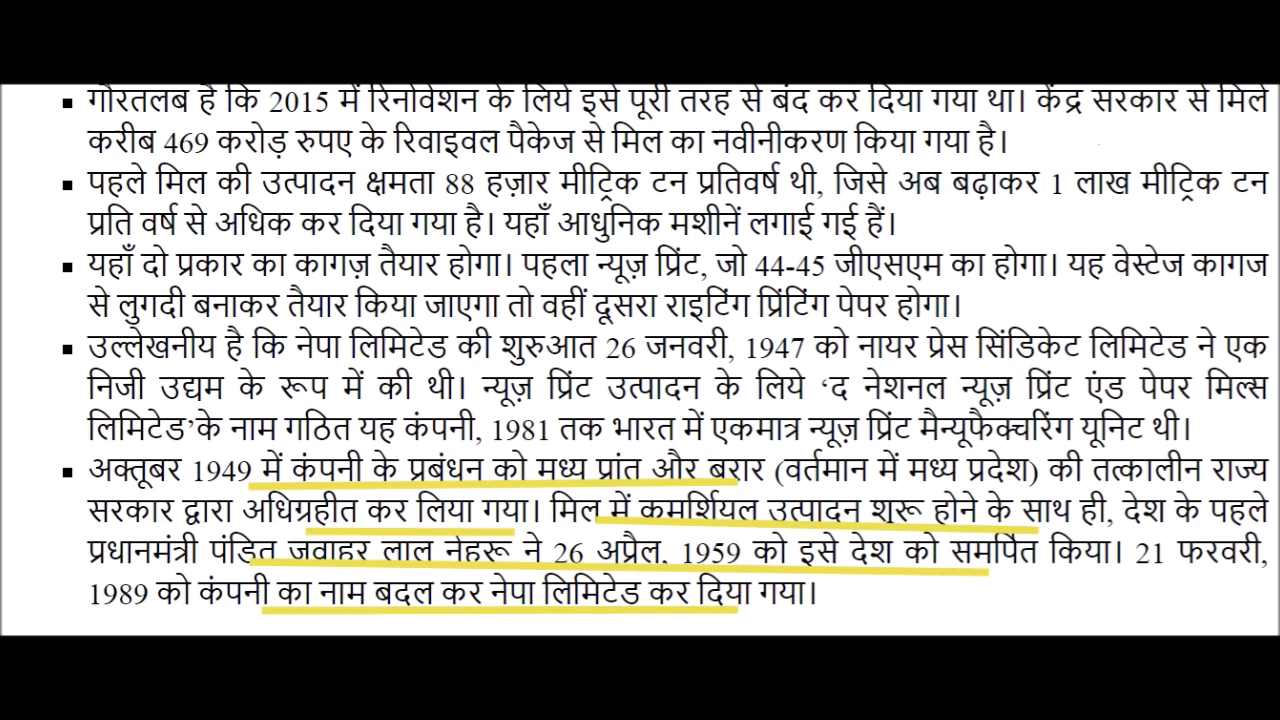 ▪ गौरतलब है कि 2015 में रिनोवेशन के लिये इसे पूरी तरह से बंद कर दिया गया था। केंद्र सरकार से मिले
करीब 469 करोड़ रुपए के रिवाइवल पैकेज से मिल का नवीनीकरण किया गया है।
▪ पहले मिल की उत्पादन क्षमता 88 हज़ार मीट्रिक टन प्रतिवर्ष थी, जिसे अब बढ़ाकर 1 लाख मीट्रिक टन
प्रति वर्ष से अधिक कर दिया गया है। यहाँ आधुनिक मशीनें लगाई गई हैं।
▪ यहाँ दो प्रकार का कागज़ तैयार होगा। पहला न्यूज़ प्रिंट, जो 44-45 जीएसएम का होगा। यह वेस्टेज कागज
से लुगदी बनाकर तैयार किया जाएगा तो वहीं दूसरा राइटिंग प्रिंटिंग पेपर होगा।
▪ उल्लेखनीय है कि नेपा लिमिटेड की शुरुआत 26 जनवरी, 1947 को नायर प्रेस सिंडिकेट लिमिटेड ने एक
निजी उद्यम के रूप में की थी। न्यूज़ प्रिंट उत्पादन के लिये ‘द नेशनल न्यूज़ प्रिंट एंड पेपर मिल्स
लिमिटेड’के नाम गठित यह कंपनी, 1981 तक भारत में एकमात्र न्यूज़ प्रिंट मैन्यूफैक्चरिंग यूनिट थी।
▪ अक्तूबर 1949 में कंपनी के प्रबंधन को मध्य प्रांत और बरार (वर्तमान में मध्य प्रदेश) की तत्कालीन राज्य
सरकार द्वारा अधिग्रहीत कर लिया गया। मिल में कमर्शियल उत्पादन शुरू होने के साथ ही, देश के पहले
प्रधानमंत्री पंडित जवाहर लाल नेहरू ने 26 अप्रैल, 1959 को इसे देश को समर्पित किया। 21 फरवरी,
1989 को कंपनी का नाम बदल कर नेपा लिमिटेड कर दिया गया।